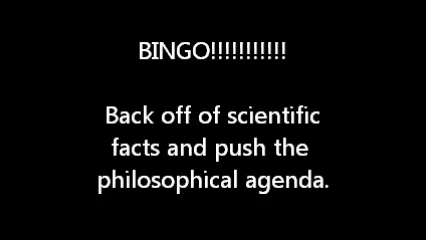 BINGO!!!!!!!!!!!
Back off of scientific
facts and push the
philosophical agenda.